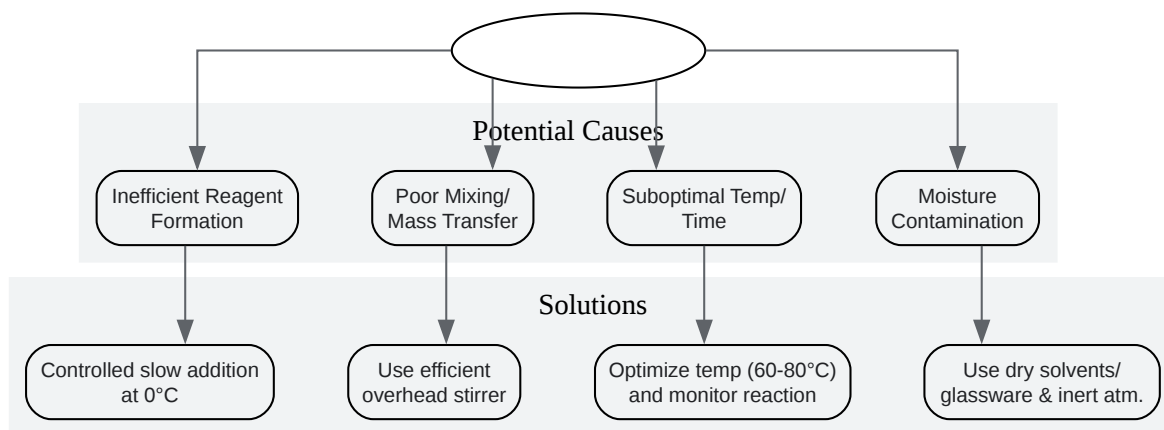 Potential Causes
Inefficient Reagent
Formation
Poor Mixing/
Mass Transfer
Suboptimal Temp/
Time
Moisture
Contamination
Solutions
Controlled slow addition
at 0°C
Use efficient
overhead stirrer
Optimize temp (60-80°C)
and monitor reaction
Use dry solvents/
glassware & inert atm.